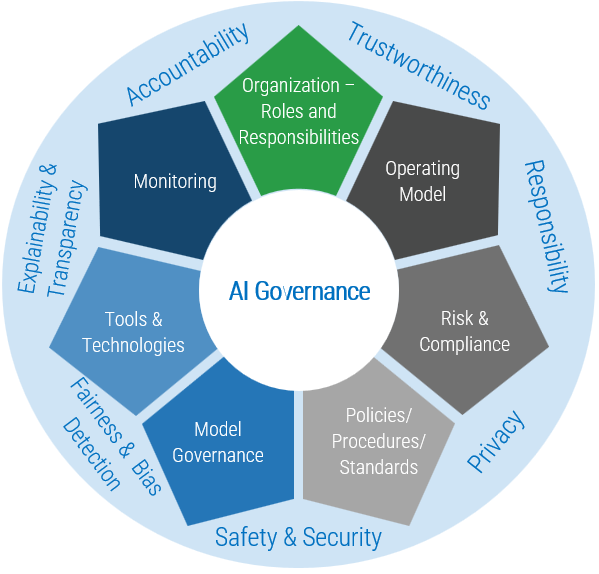 Accountability
Trustworthiness
Organization –
Roles and
Responsibilities
Monitoring
Operating
Model
Explainability &
Transparency
Responsibility
AI Governance
Tools &
Technologies
Risk &
Compliance
Fairness & Bias
Detection
Model
Governance
Policies/
Procedures/
Standards
Privacy
Safety & Security